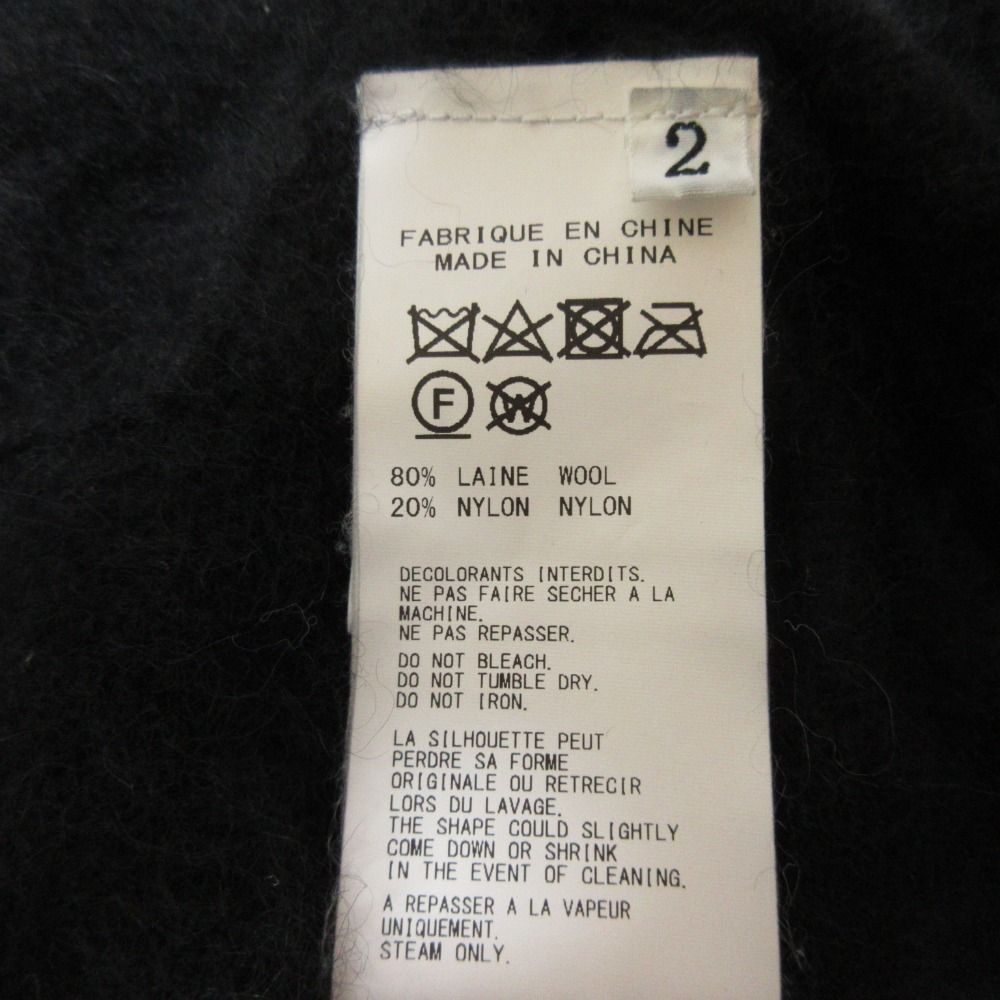 2
FABRIQUE EN CHINE
MADE IN CHINA
F W
80% LAINE WOOL
20% NYLON NYLON
DECOLORANTS INTERDITS.
NE PAS FAIRE SECHER A LA
MACHINE.
NE PAS REPASSER.
DO NOT BLEACH.
DO NOT TUMBLE DRY.
DO NOT IRON.
LA SILHOUETTE PEUT
PERDRE SA FORME
ORIGINALE OU RETRECIR
LORS DU LAVAGE.
THE SHAPE COULD SLIGHTLY
COME DOWN OR SHRINK
IN THE EVENT OF CLEANING.
A REPASSER A LA VAPEUR
UNIQUEMENT.
STEAM ONLY.